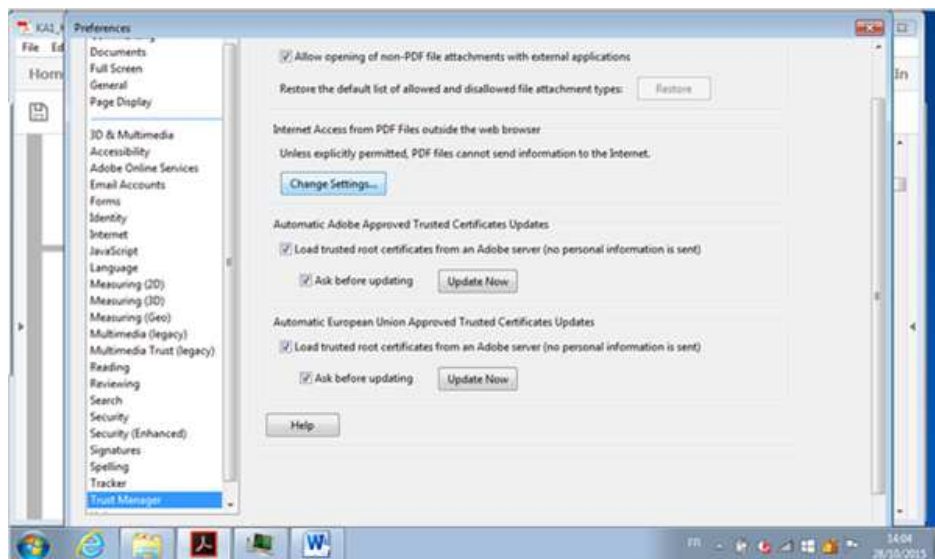 KA1_
Preferences
File Ed
Hom
In
Documents
Full Screen
General
Page Display
3D & Multimedia
Accessibility
Adobe Online Services
Email Accounts
Forms
Identity
Internet
JavaScript
Language
Measuring (2D)
Measuring (3D)
Measuring (Geo)
Multimedia (legacy)
Multimedia Trust (legacy)
Reading
Reviewing
Search
Security
Security (Enhanced)
Signatures
Spelling
Tracker
Trust Manager
Allow opening of non-PDF file attachments with external applications
Restore the default list of allowed and disallowed file attachment types: Restore
Internet Access from PDF Files outside the web browser
Unless explicitly permitted, PDF files cannot send information to the Internet.
Change Settings...
Automatic Adobe Approved Trusted Certificates Updates
Load trusted root certificates from an Adobe server (no personal information is sent)
Ask before updating Update Now
Automatic European Union Approved Trusted Certificates Updates
Load trusted root certificates from an Adobe server (no personal information is sent)
Ask before updating Update Now
Help
FR
14:04
28/10/2015